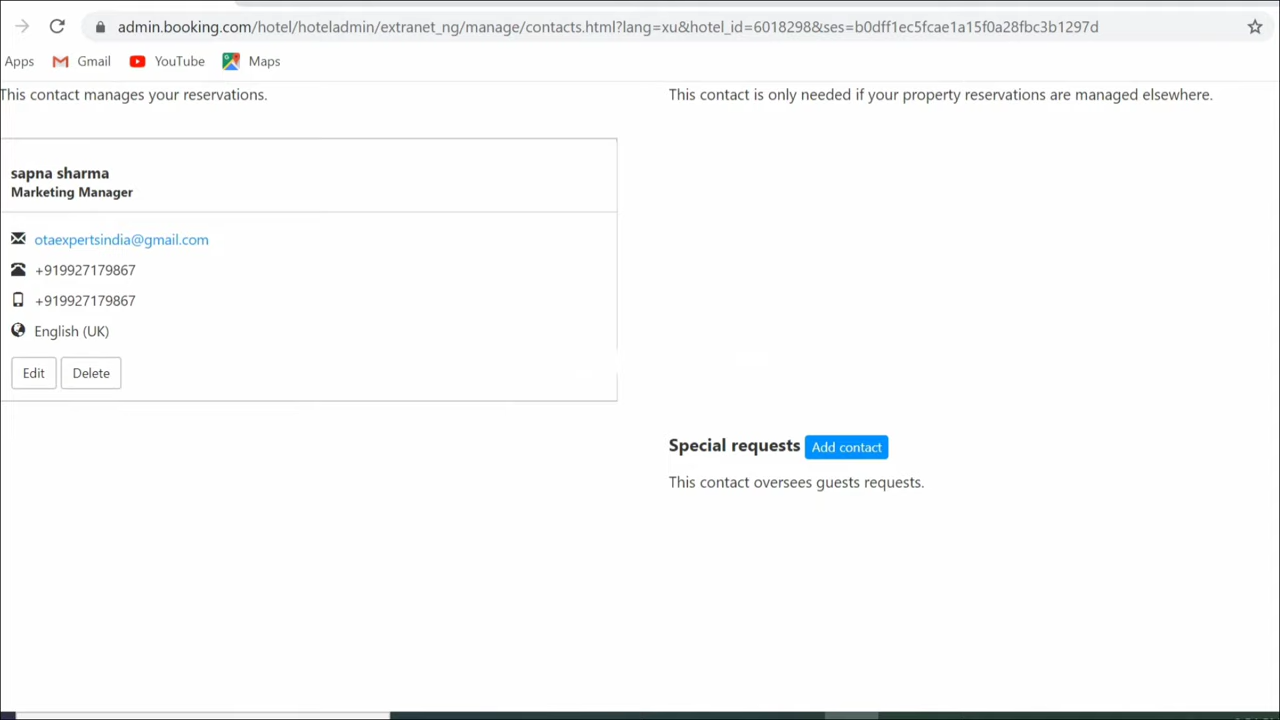 admin.booking.com/hotel/hoteladmin/extranet_ng/manage/contacts.html?lang=xu&hotel_id=6018298&ses=b0dff1ec5fcae1a15f0a28fbc3b1297d
Apps Gmail YouTube Maps
This contact manages your reservations.
This contact is only needed if your property reservations are managed elsewhere.
sapna sharma
Marketing Manager
otaexpertsindia@gmail.com
+919927179867
+919927179867
English (UK)
Edit Delete
Special requests Add contact
This contact oversees guests requests.